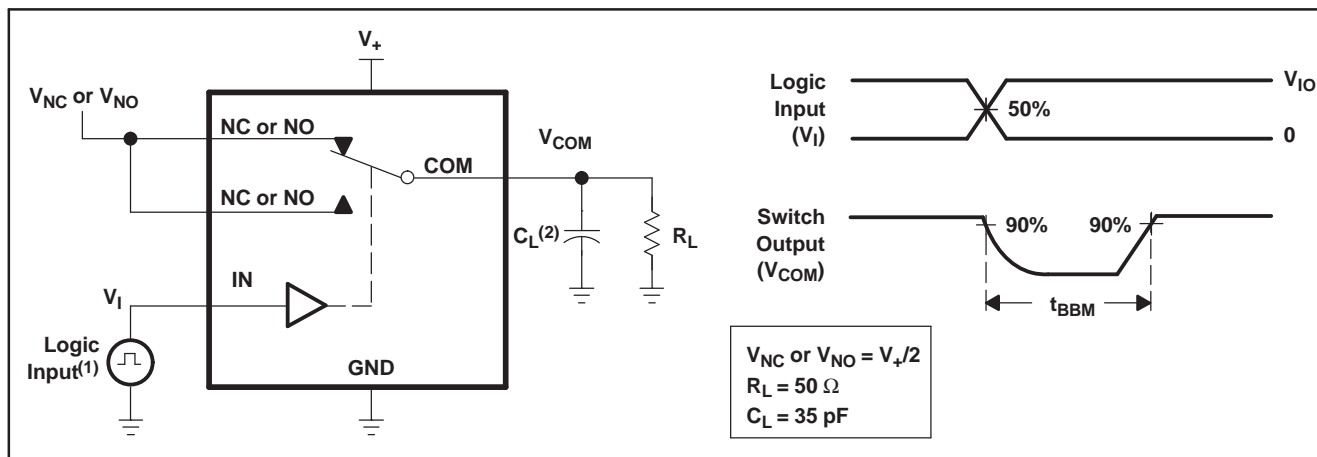 V+
VNC or VNO
NC or NO
VCOM
COM
NC or NO
CL(2)
RL
IN
VI
Logic
Input(1)
GND
Logic
Input
(VI)
50%
VIO
0
Switch
Output
(VCOM)
90%
90%
tBBM
VNC or VNO = V+/2
RL = 50 Ω
CL = 35 pF